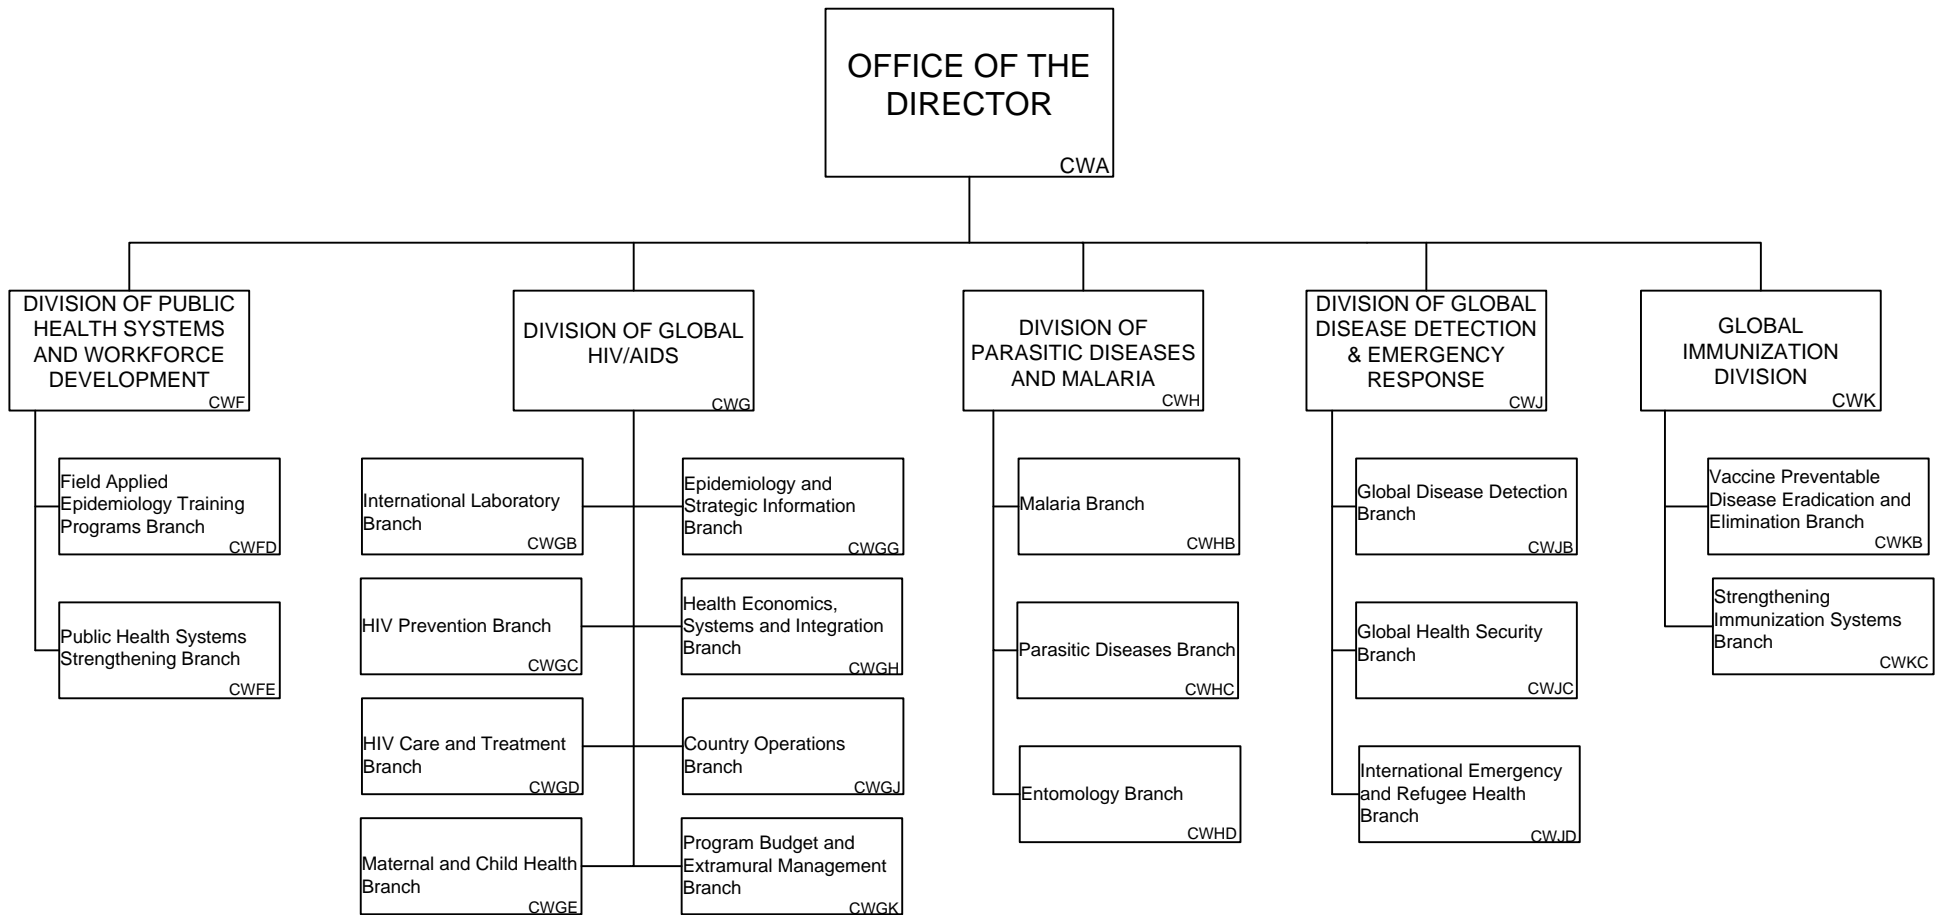 OFFICE OF THE
DIRECTOR
CWA
DIVISION OF PUBLIC
HEALTH SYSTEMS
AND WORKFORCE
DEVELOPMENT
CWF
Field Applied
Epidemiology Training
Programs Branch
CWFD
Public Health Systems
Strengthening Branch
CWFE
DIVISION OF GLOBAL
HIV/AIDS
CWG
International Laboratory
Branch
CWGB
HIV Prevention Branch
CWGC
HIV Care and Treatment
Branch
CWGD
Maternal and Child Health
Branch
CWGE
Epidemiology and
Strategic Information
Branch
CWGG
Health Economics,
Systems and Integration
Branch
CWGH
Country Operations
Branch
CWGJ
Program Budget and
Extramural Management
Branch
CWGK
DIVISION OF
PARASITIC DISEASES
AND MALARIA
CWH
Malaria Branch
CWHB
Parasitic Diseases Branch
CWHC
Entomology Branch
CWHD
DIVISION OF GLOBAL
DISEASE DETECTION
& EMERGENCY
RESPONSE
CWJ
Global Disease Detection
Branch
CWJB
Global Health Security
Branch
CWJC
International Emergency
and Refugee Health
Branch
CWJD
GLOBAL
IMMUNIZATION
DIVISION
CWK
Vaccine Preventable
Disease Eradication and
Elimination Branch
CWKB
Strengthening
Immunization Systems
Branch
CWKC